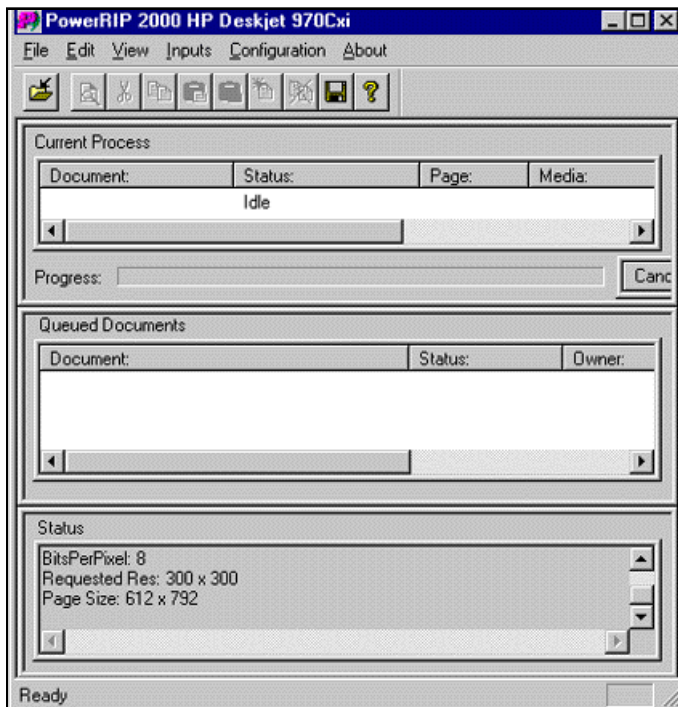 PowerRIP 2000 HP Deskjet 970Cxi
File Edit View Inputs Configuration About
Current Process
Document: Status: Page: Media:
Idle
Progress: Canc
Queued Documents
Document: Status: Owner:
Status
BitsPerPixel: 8
Requested Res: 300 x 300
Page Size: 612 x 792
Ready